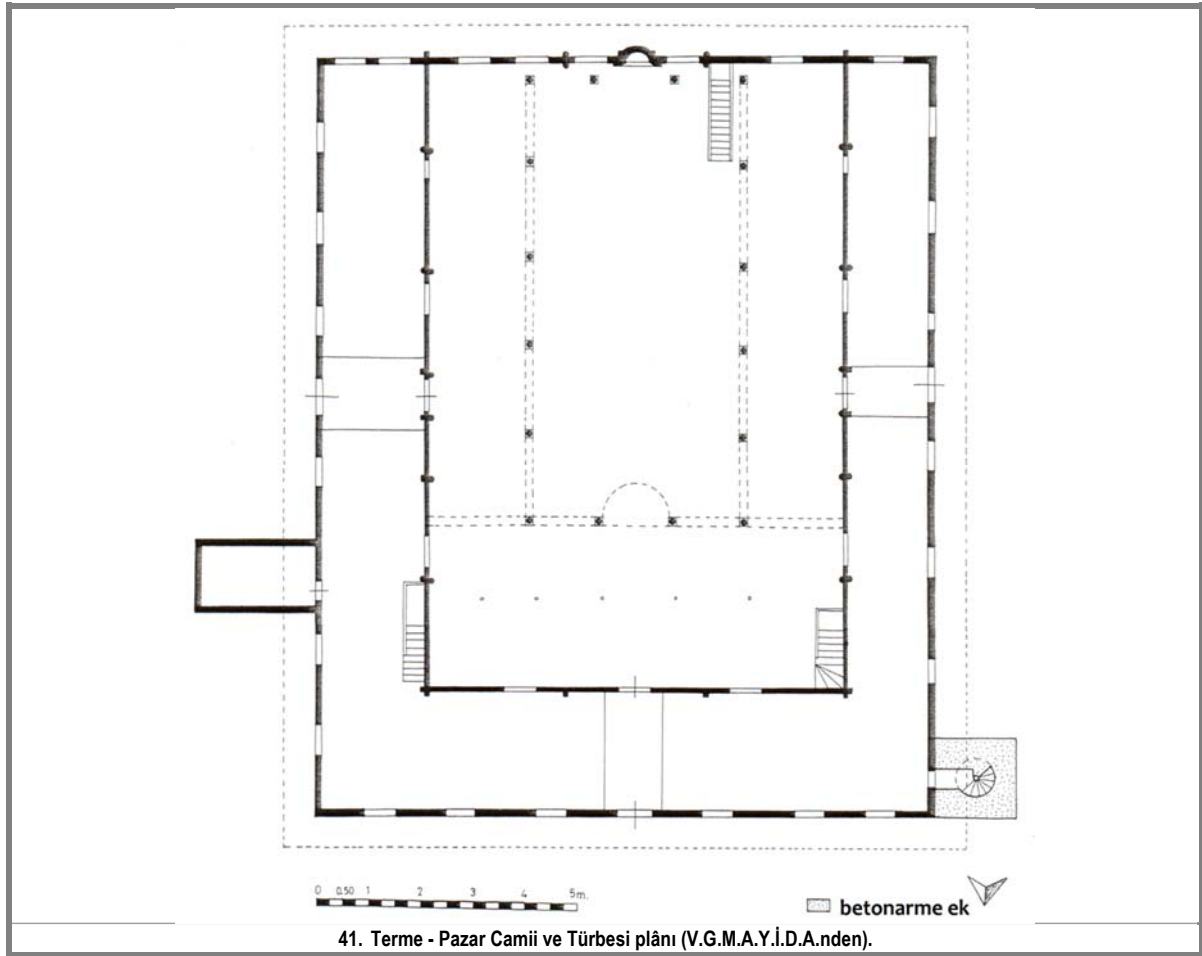 0 0.50 1 2 3 4 5m.
betonarme ek
41. Terme - Pazar Camii ve Türbesi plânı (V.G.M.A.Y.İ.D.A.nden).